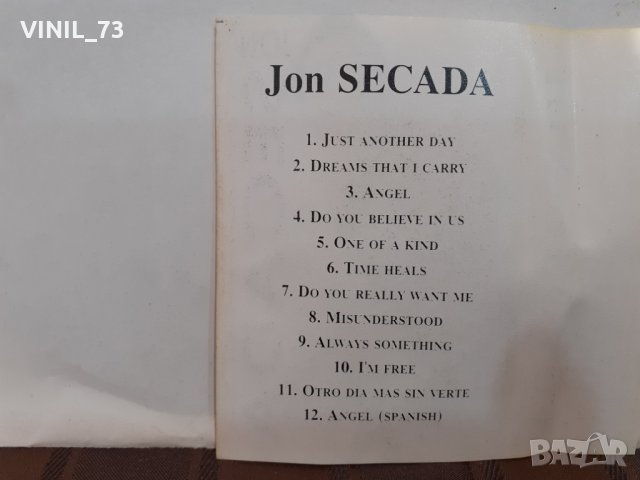 VINIL_73
Jon SECADA
1. JUST ANOTHER DAY
2. DREAMS THAT I CARRY
3. ANGEL
4. DO YOU BELIEVE IN US
5. ONE OF A KIND
6. TIME HEALS
7. DO YOU REALLY WANT ME
8. MISUNDERSTOOD
9. ALWAYS SOMETHING
10. I'M FREE
11. OTRO DIA MAS SIN VERTE
12. ANGEL (SPANISH)
BAZAR